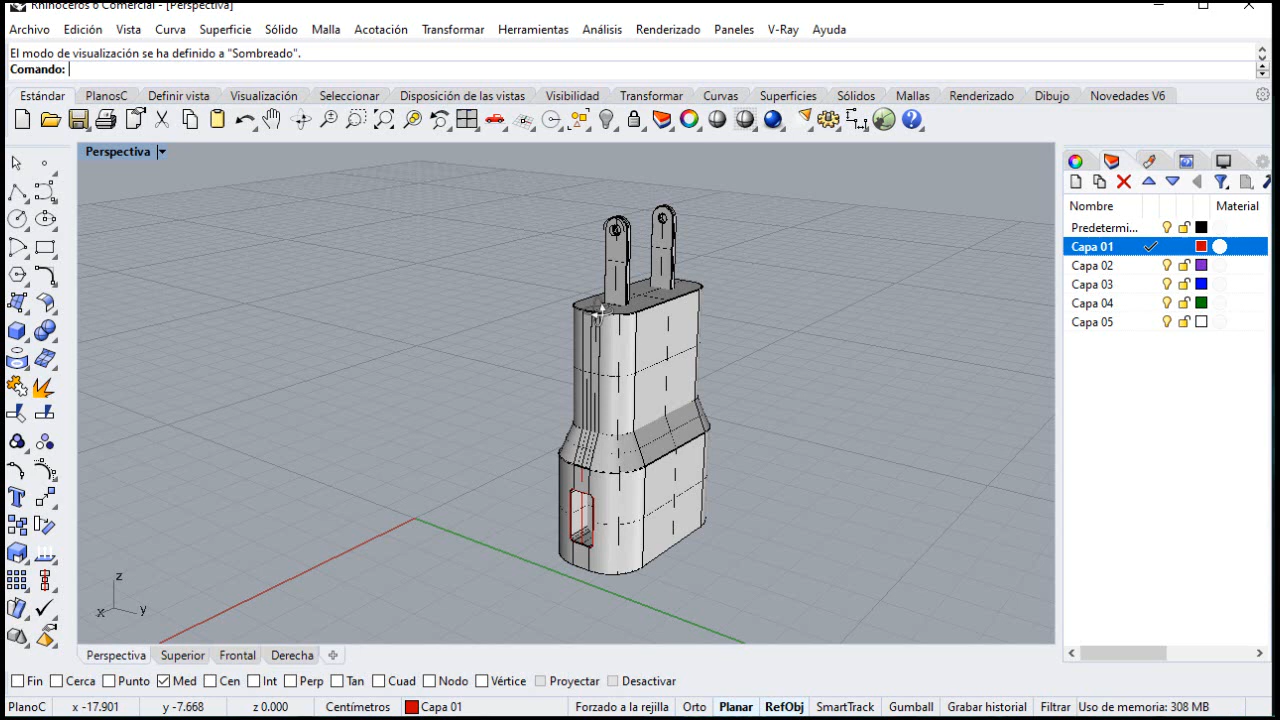 Rhinoceros 6 Comercial - [Perspectiva]
Archivo Edición Vista Curva Superficie Sólido Malla Acotación Transformar Herramientas Análisis Renderizado Paneles V-Ray Ayuda
El modo de visualización se ha definido a "Sombreado".
Comando:
Estándar PlanosC Definir vista Visualización Seleccionar Disposición de las vistas Visibilidad Transformar Curvas Superficies Sólidos Mallas Renderizado Dibujo Novedades V6
Perspectiva
Nombre Material
Predetermi...
Capa 01
Capa 02
Capa 03
Capa 04
Capa 05
z
x y
Perspectiva Superior Frontal Derecha
Fin Cerca Punto Med Cen Int Perp Tan Cuad Nodo Vértice Proyectar Desactivar
PlanoC x -17.901 y -7.668 z 0.000 Centímetros Capa 01 Forzado a la rejilla Orto Planar RefObj SmartTrack Gumball Grabar historial Filtrar Uso de memoria: 308 MB